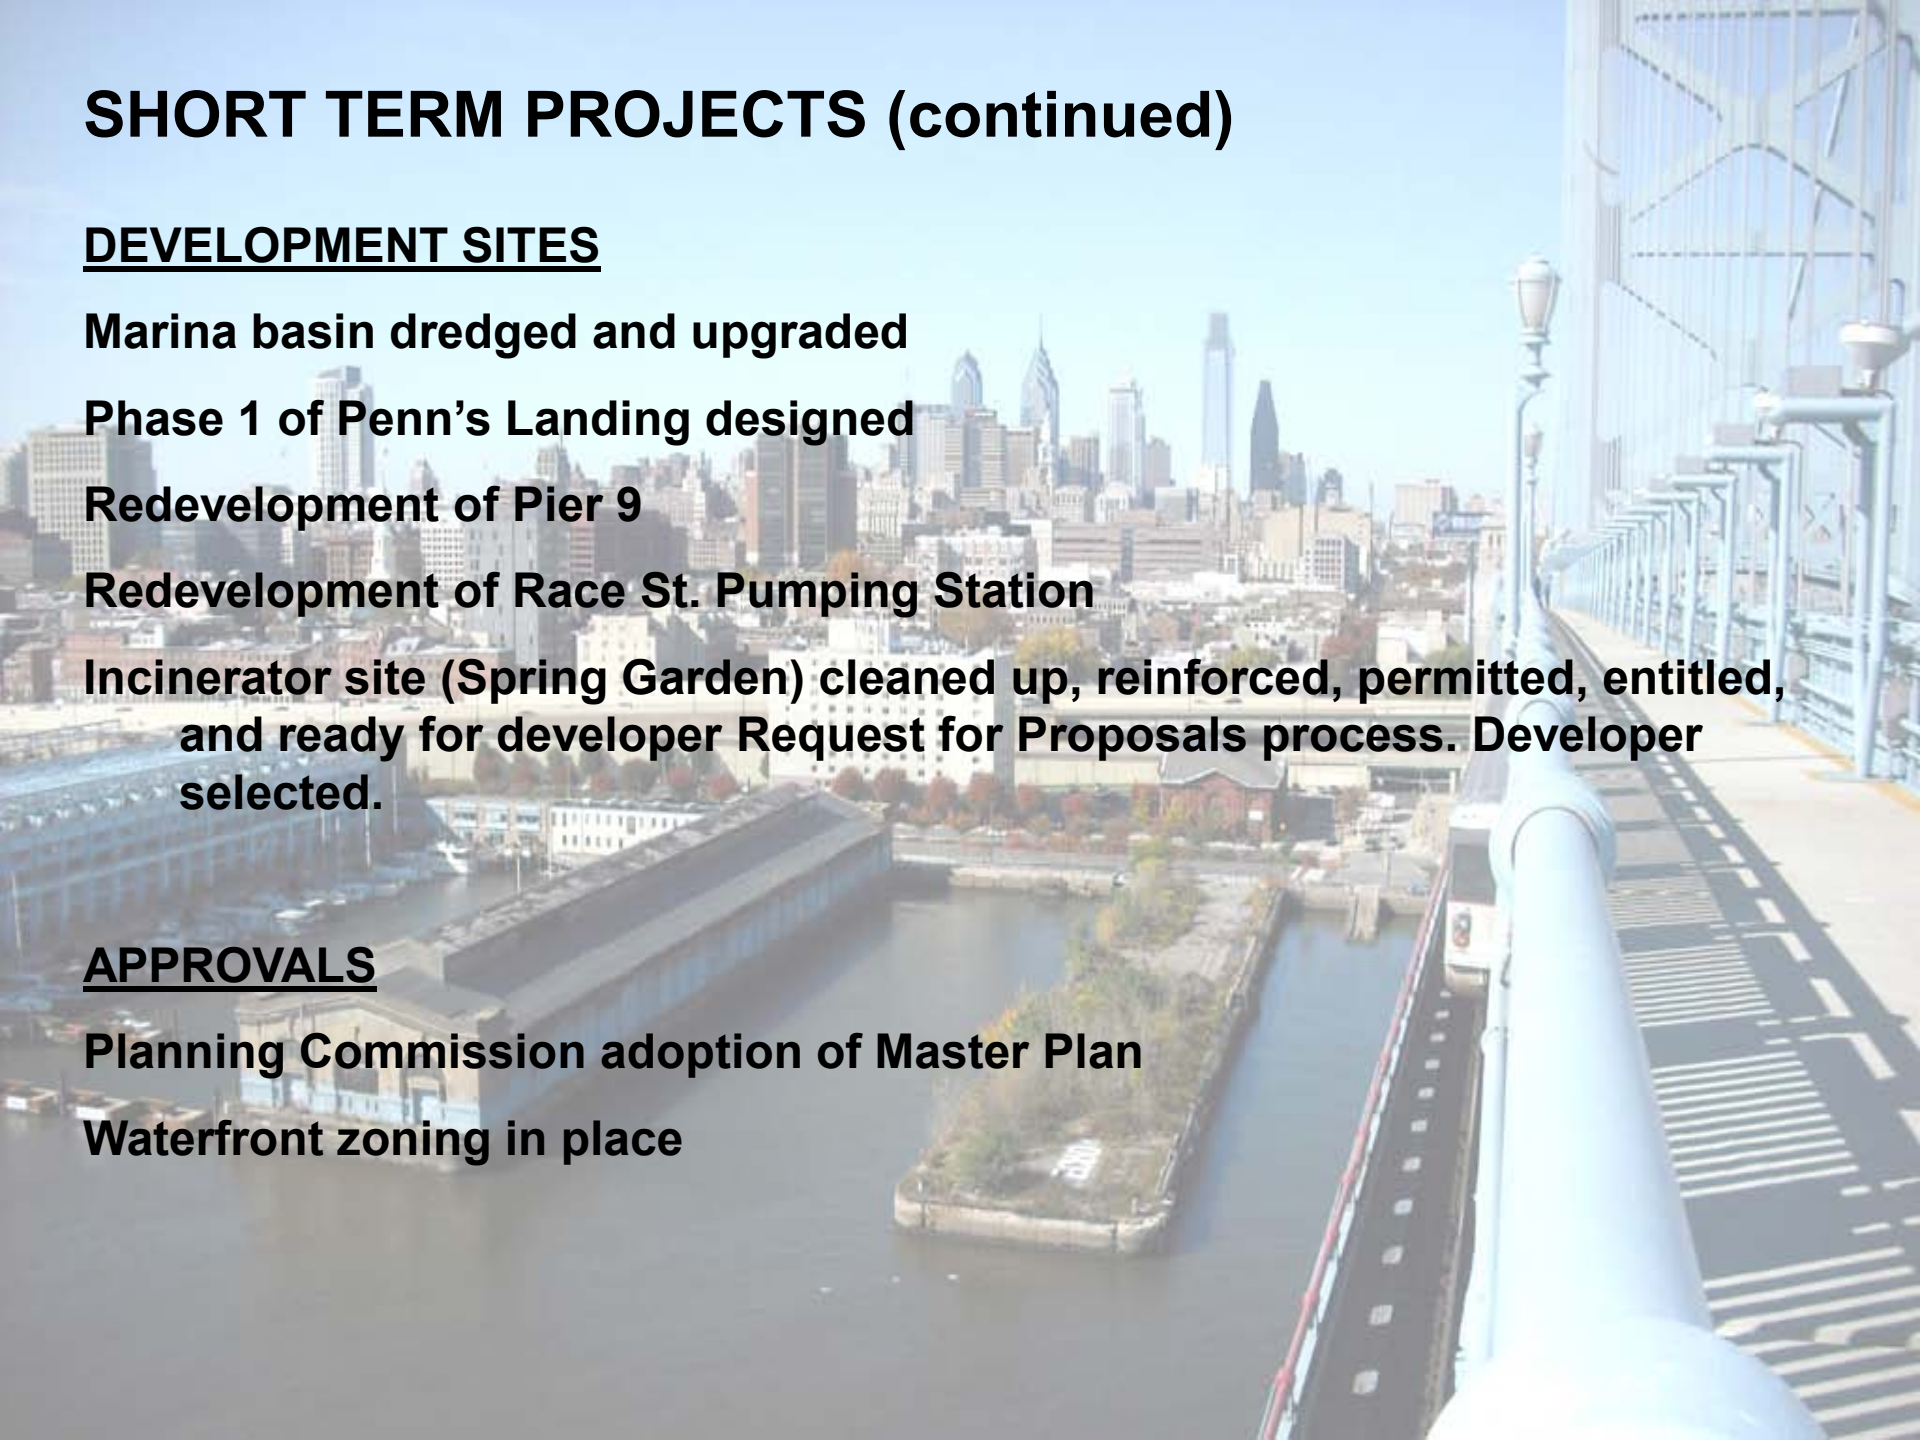 SHORT TERM PROJECTS (continued)
DEVELOPMENT SITES
Marina basin dredged and upgraded
Phase 1 of Penn’s Landing designed
Redevelopment of Pier 9
Redevelopment of Race St. Pumping Station
Incinerator site (Spring Garden) cleaned up, reinforced, permitted, entitled,
and ready for developer Request for Proposals process. Developer
selected.
APPROVALS
Planning Commission adoption of Master Plan
Waterfront zoning in place